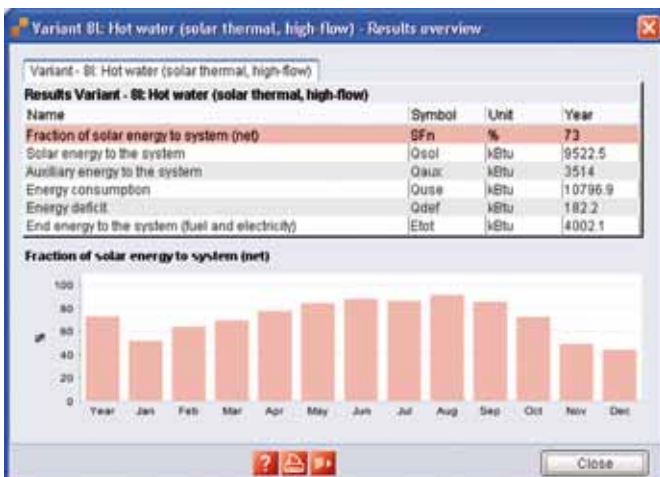 Variant 8l: Hot water (solar thermal, high-flow) - Results overview
Variant - 8l: Hot water (solar thermal, high-flow)
Results Variant - 8l: Hot water (solar thermal, high-flow)
Name Symbol Unit Year
Fraction of solar energy to system (net) SFn % 73
Solar energy to the system Qsol kBtu 9522.5
Auxiliary energy to the system Qaux kBtu 3514
Energy consumption Quse kBtu 10796.9
Energy deficit Qdef kBtu 182.2
End energy to the system (fuel and electricity) Etot kBtu 4002.1
Fraction of solar energy to system (net)
100
80
60
40
20
0
%
Year Jan Feb Mar Apr May Jun Jul Aug Sep Oct Nov Dec
?
Close